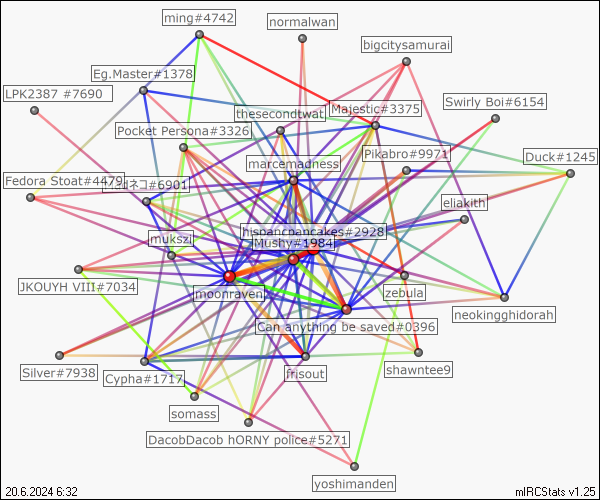 ming#4742
normalwan
bigcitysamurai
Eg.Master#1378
LPK2387 #7690
thesecondtwat
Majestic#3375
Swirly Boi#6154
Pocket Persona#3326
Pikabro#9971
Duck#1245
marcemadness
Fedora Stoat#4479
ネコ#6901
eliakith
mukszi
hispancpancakes#2928
Mushy#1984
JKOUYH VIII#7034
moonraven
zebula
neokingghidorah
Can anything be saved#0396
Silver#7938
Cypha#1717
frisout
shawntee9
somass
DacobDacob hORNY police#5271
yoshimanden
20.6.2024 6:32
mIRCStats v1.25